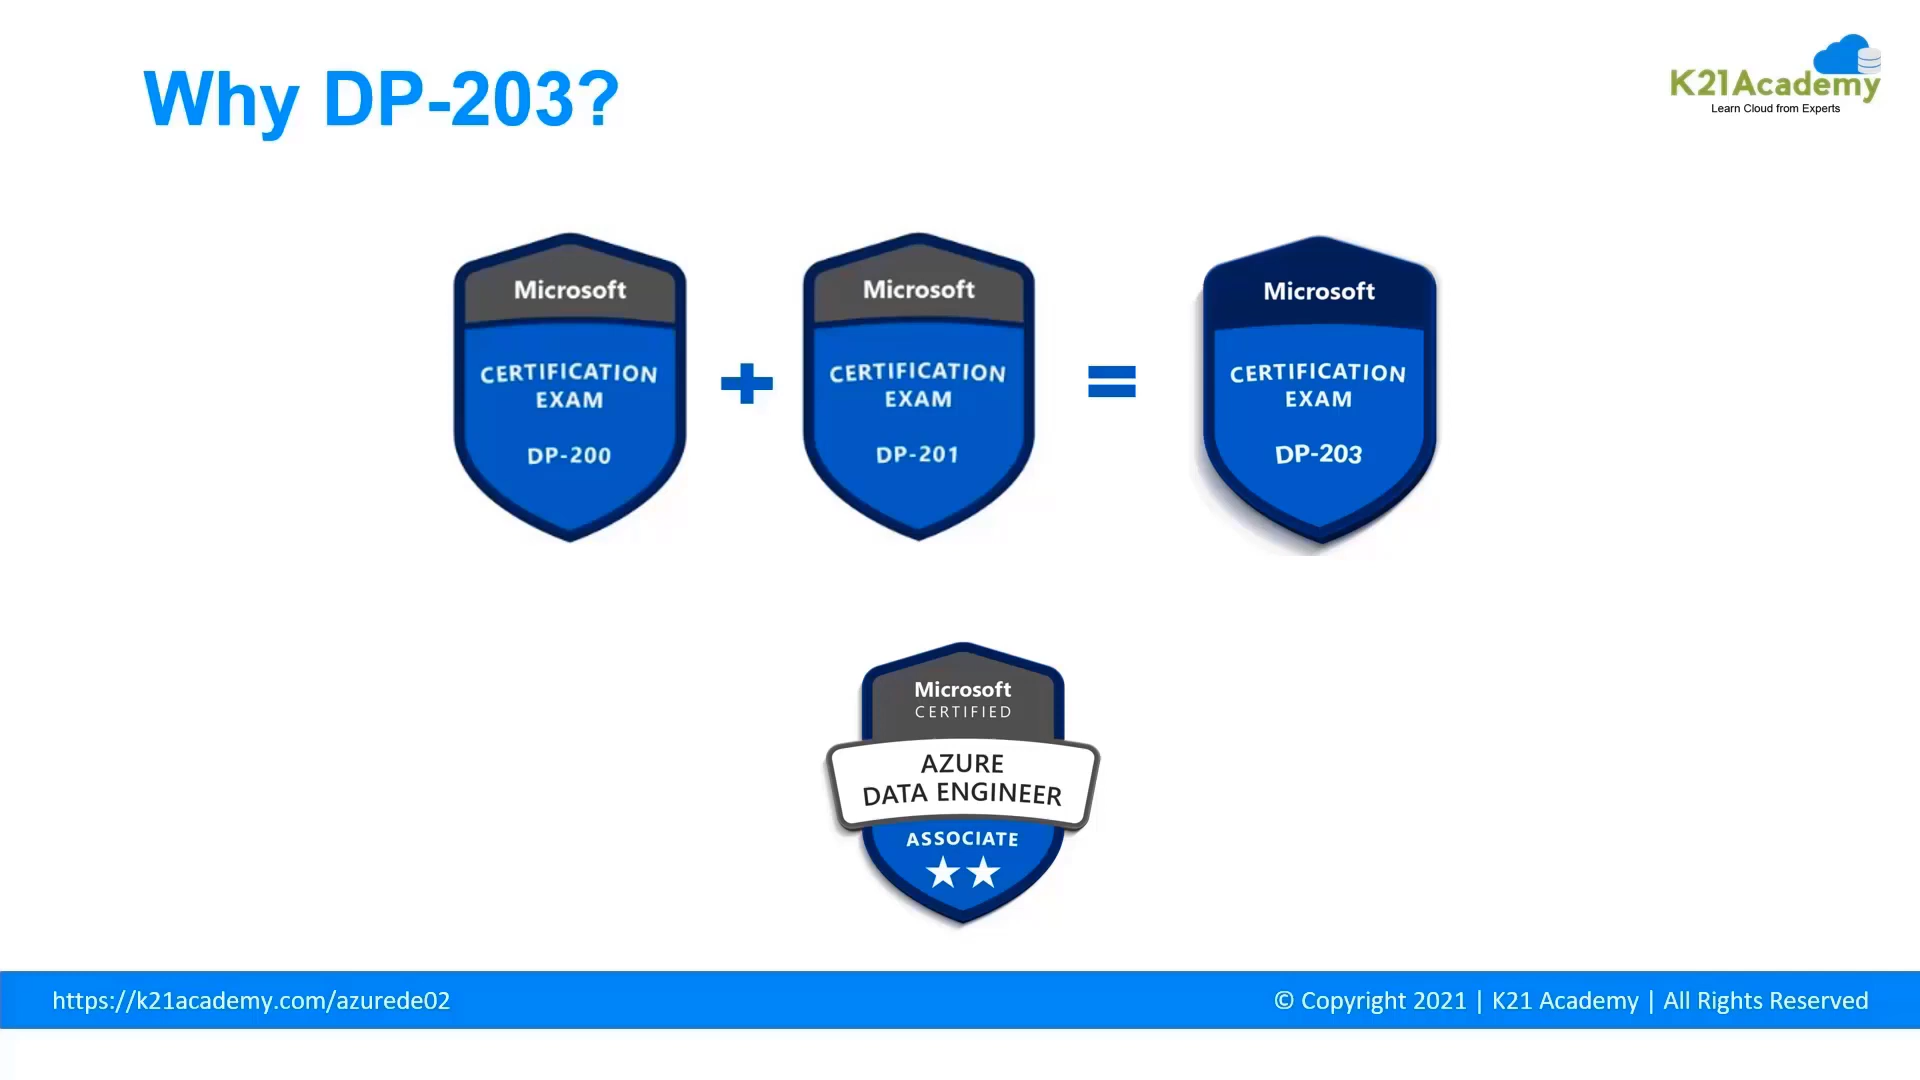 Why DP-203?
K21Academy
Learn Cloud from Experts
Microsoft
CERTIFICATION
EXAM
DP-200
+
Microsoft
CERTIFICATION
EXAM
DP-201
=
Microsoft
CERTIFICATION
EXAM
DP-203
Microsoft
CERTIFIED
AZURE
DATA ENGINEER
ASSOCIATE
https://k21academy.com/azurede02
© Copyright 2021 | K21 Academy | All Rights Reserved